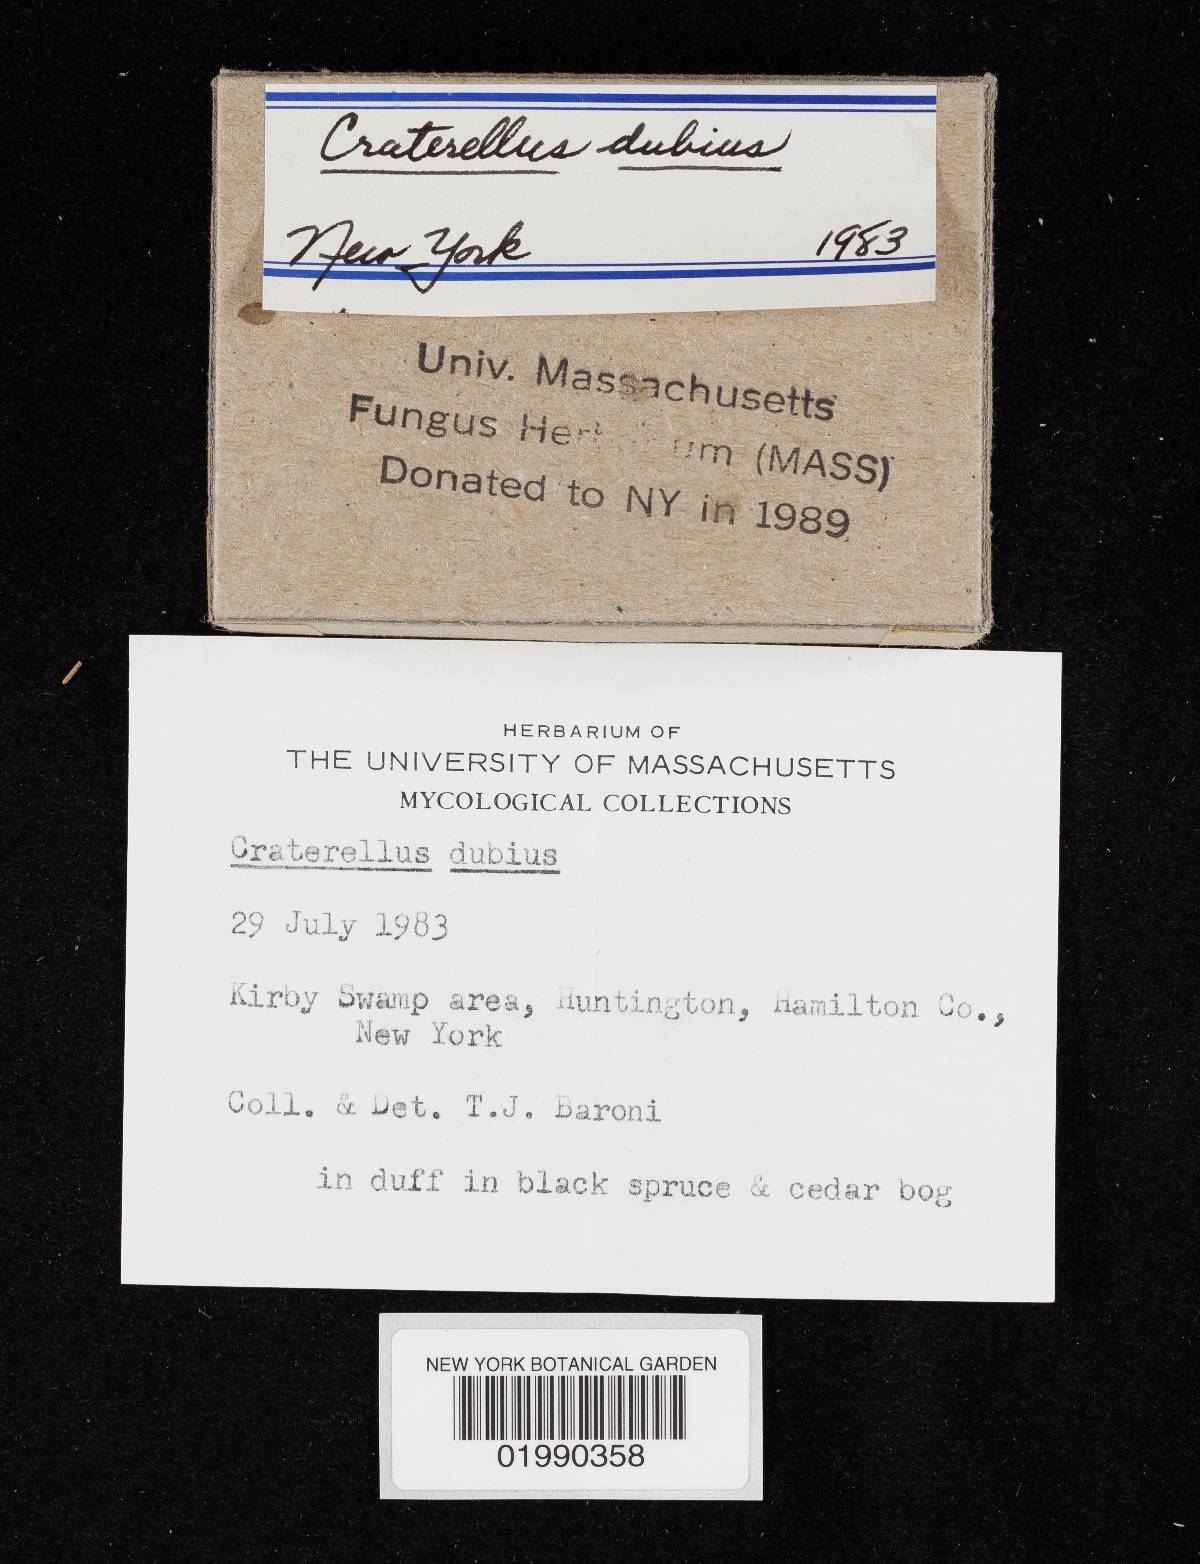 Craterellus dubius
New York 1983
Univ. Massachusetts
Fungus Herbarium (MASS)
Donated to NY in 1989
HERBARIUM OF
THE UNIVERSITY OF MASSACHUSETTS
MYCOLOGICAL COLLECTIONS
Craterellus dubius
29 July 1983
Kirby Swamp area, Huntington, Hamilton Co.,
New York
Coll. & Det. T.J. Baroni
in duff in black spruce & cedar bog
NEW YORK BOTANICAL GARDEN
01990358